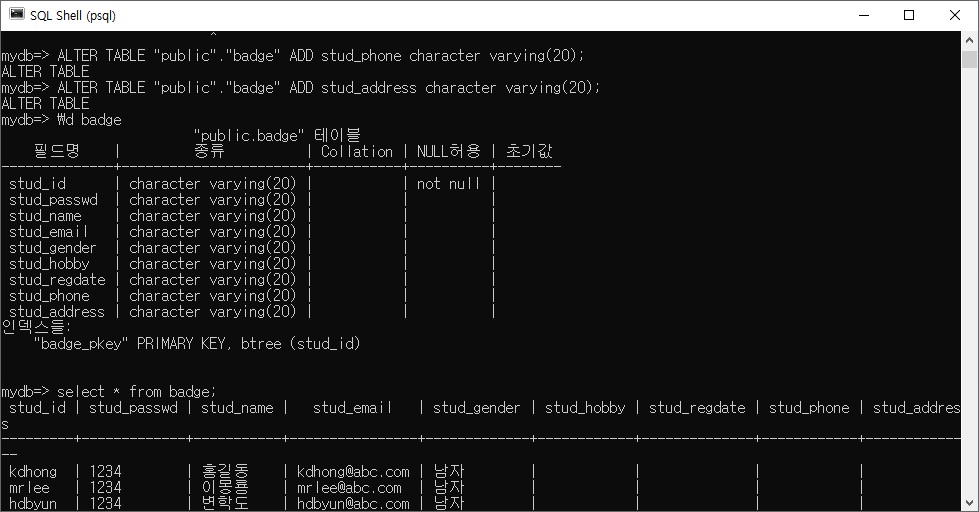 SQL Shell (psql)
^
mydb=> ALTER TABLE "public"."badge" ADD stud_phone character varying(20);
ALTER TABLE
mydb=> ALTER TABLE "public"."badge" ADD stud_address character varying(20);
ALTER TABLE
mydb=> ₩d badge
"public.badge" 테이블
필드명 | 종류 | Collation | NULL허용 | 초기값
--------------+-----------------------+-----------+----------+--------
stud_id | character varying(20) | | not null |
stud_passwd | character varying(20) | | |
stud_name | character varying(20) | | |
stud_email | character varying(20) | | |
stud_gender | character varying(20) | | |
stud_hobby | character varying(20) | | |
stud_regdate | character varying(20) | | |
stud_phone | character varying(20) | | |
stud_address | character varying(20) | | |
인덱스들:
"badge_pkey" PRIMARY KEY, btree (stud_id)
mydb=> select * from badge;
stud_id | stud_passwd | stud_name | stud_email | stud_gender | stud_hobby | stud_regdate | stud_phone | stud_addres
s
---------+-------------+-----------+----------------+-------------+------------+--------------+------------+------------
--
kdhong | 1234 | 홍길동 | kdhong@abc.com | 남자 | | | |
mrlee | 1234 | 이몽룡 | mrlee@abc.com | 남자 | | | |
hdbyun | 1234 | 변학도 | hdbyun@abc.com | 남자 | | | |